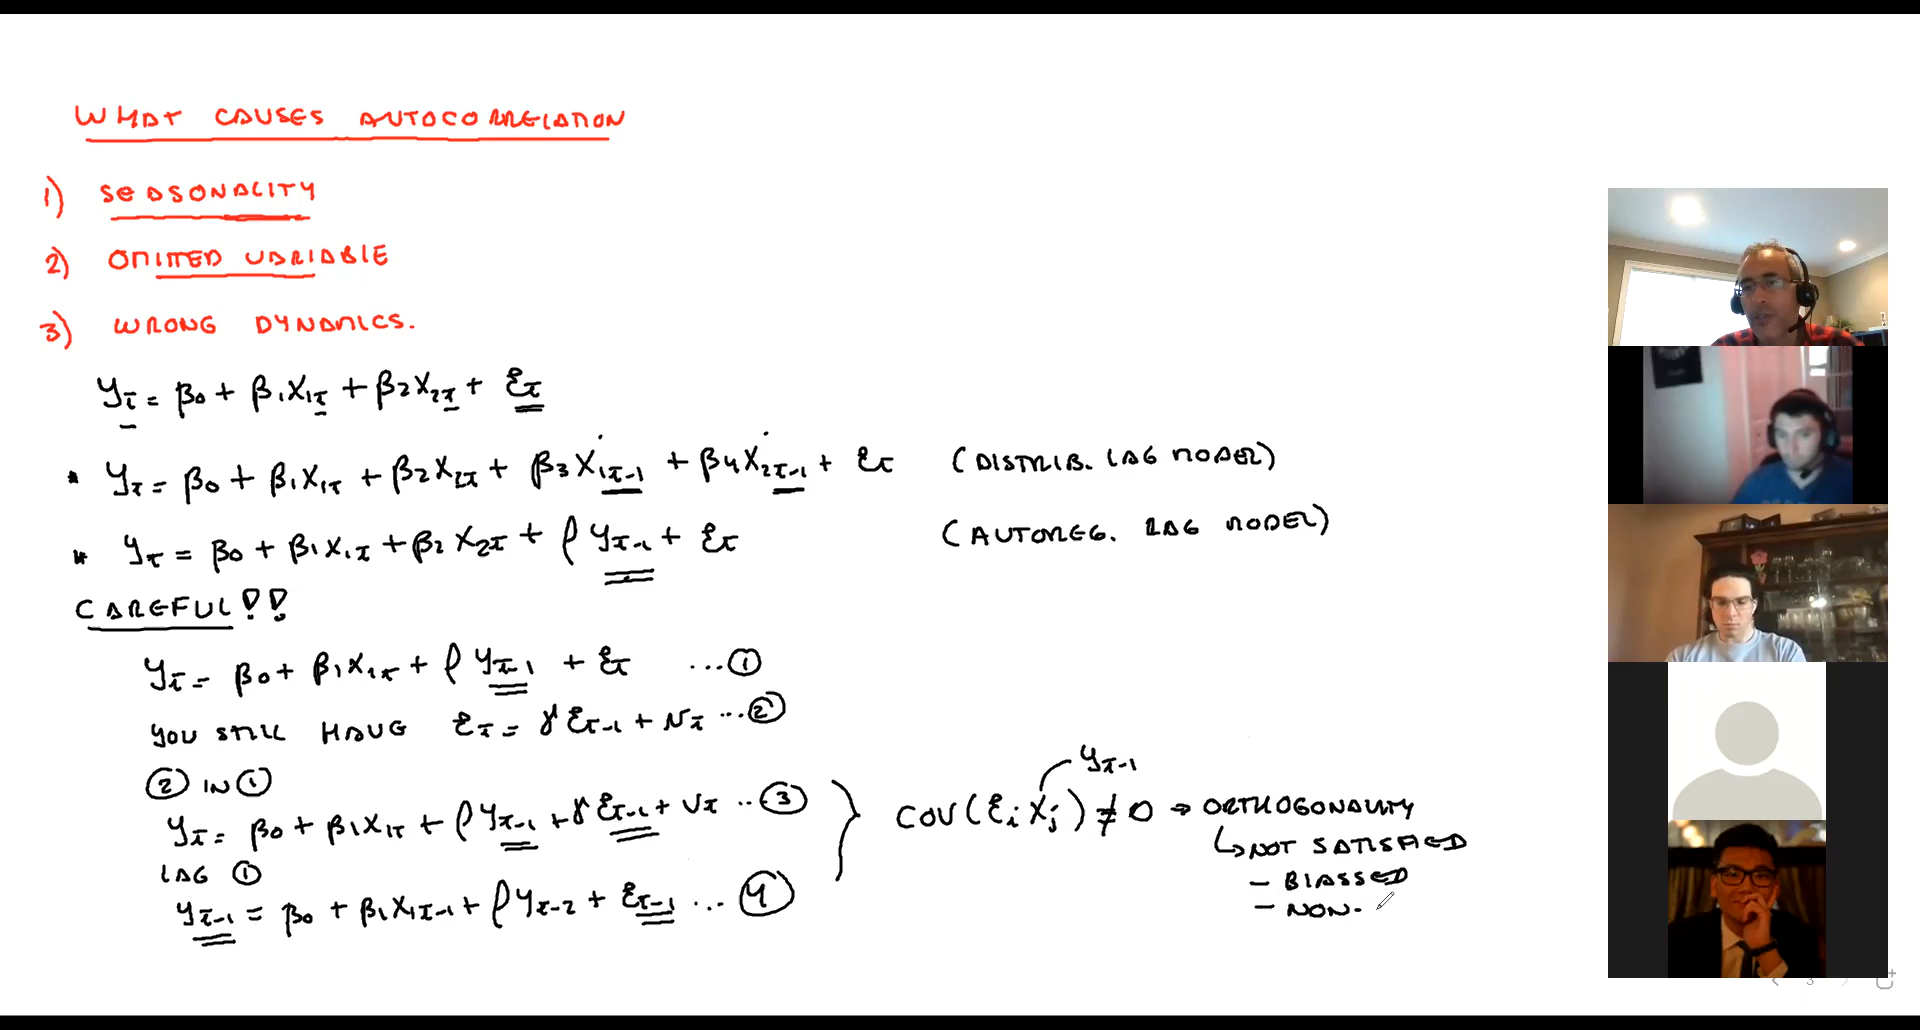 WHAT CAUSES AUTOCORRELATION
1) SEASONALITY
2) OMITTED VARIABLE
3) WRONG DYNAMICS.
Yt = β0 + β1X1t + β2X2t + εt
* Yt = β0 + β1X1t + β2X2t + β3X1t-1 + β4X2t-1 + εt (DISTRIB. LAG MODEL)
* Yt = β0 + β1X1t + β2X2t + ρYt-1 + εt (AUTOREG. LAG MODEL)
CAREFUL!!
Yt = β0 + β1X1t + ρYt-1 + εt ...①
YOU STILL HAVE εt = γεt-1 + Vt ...②
② IN ①
Yt = β0 + β1X1t + ρYt-1 + γεt-1 + Vt ...③
LAG ①
Yt-1 = β0 + β1X1t-1 + ρYt-2 + εt-1 ...④
Yt-1
COV(εi Xj) ≠ 0 → ORTHOGONALITY
↳ NOT SATISFIED
- BIASSED
- NON-
3